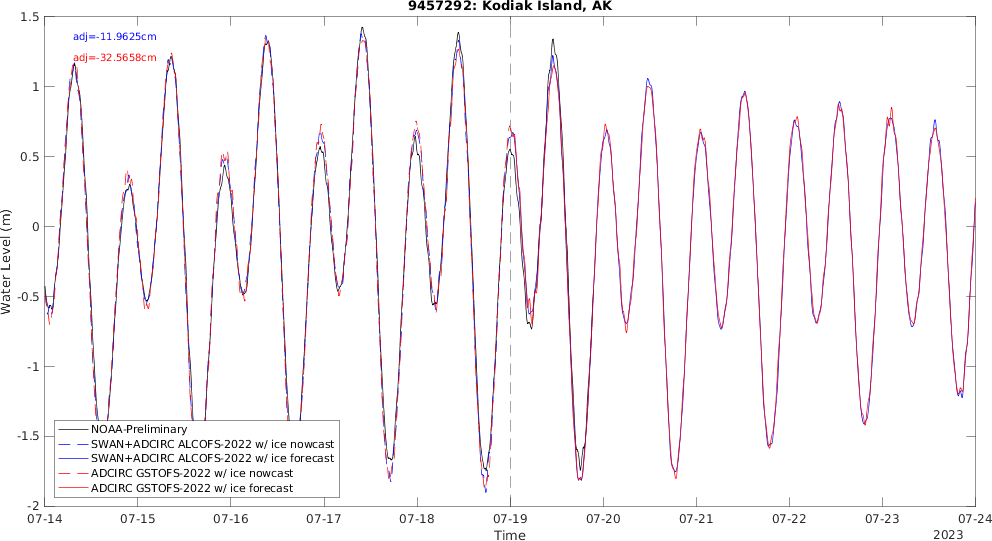 9457292: Kodiak Island, AK
adj=-11.9625cm
adj=-32.5658cm
1.5
1
0.5
0
-0.5
-1
-1.5
-2
Water Level (m)
NOAA-Preliminary
SWAN+ADCIRC ALCOFS-2022 w/ ice nowcast
SWAN+ADCIRC ALCOFS-2022 w/ ice forecast
ADCIRC GSTOFS-2022 w/ ice nowcast
ADCIRC GSTOFS-2022 w/ ice forecast
07-14 07-15 07-16 07-17 07-18 07-19 07-20 07-21 07-22 07-23 07-24
Time
2023